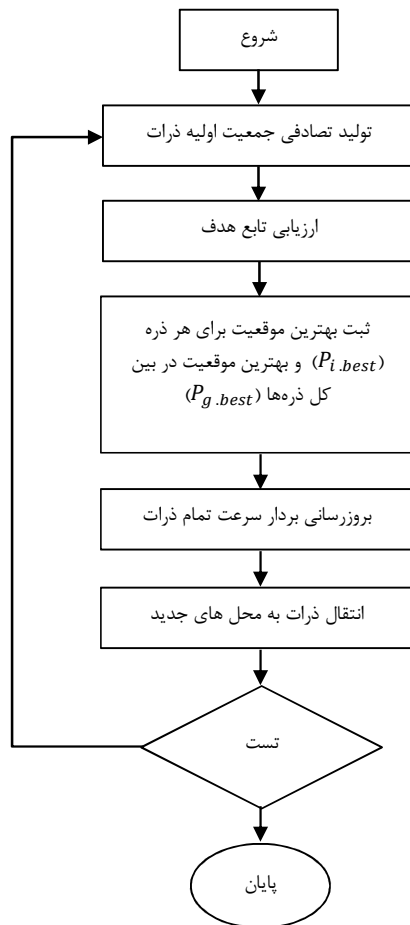 شروع
تولید تصادفی جمعیت اولیه ذرات
ارزیابی تابع هدف
ثبت بهترین موقعیت برای هر ذره
(P_{i.best}) و بهترین موقعیت در بین
کل ذره‌ها (P_{g.best})
بروزرسانی بردار سرعت تمام ذرات
انتقال ذرات به محل های جدید
تست
پایان